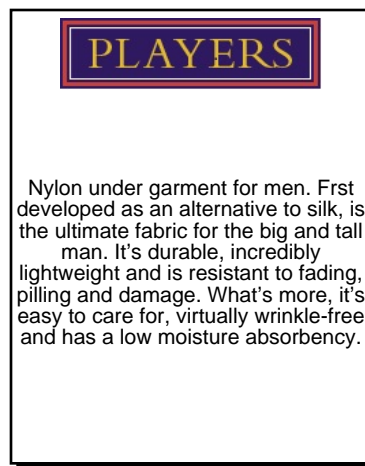 PLAYERS
Nylon under garment for men. Frst
developed as an alternative to silk, is
the ultimate fabric for the big and tall
man. It’s durable, incredibly
lightweight and is resistant to fading,
pilling and damage. What’s more, it’s
easy to care for, virtually wrinkle-free
and has a low moisture absorbency.